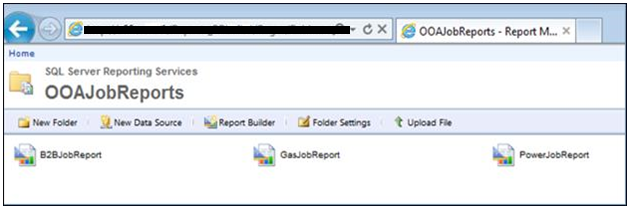 OOAJobReports - Report M...
Home
SQL Server Reporting Services
OOAJobReports
New Folder New Data Source Report Builder Folder Settings Upload File
B2BJobReport GasJobReport PowerJobReport